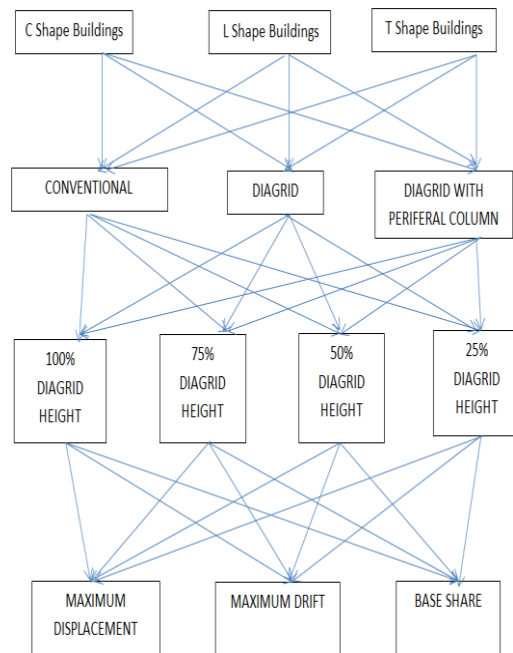 C Shape Buildings
L Shape Buildings
T Shape Buildings
CONVENTIONAL
DIAGRID
DIAGRID WITH
PERIFERAL COLUMN
100%
DIAGRID
HEIGHT
75%
DIAGRID
HEIGHT
50%
DIAGRID
HEIGHT
25%
DIAGRID
HEIGHT
MAXIMUM
DISPLACEMENT
MAXIMUM DRIFT
BASE SHARE